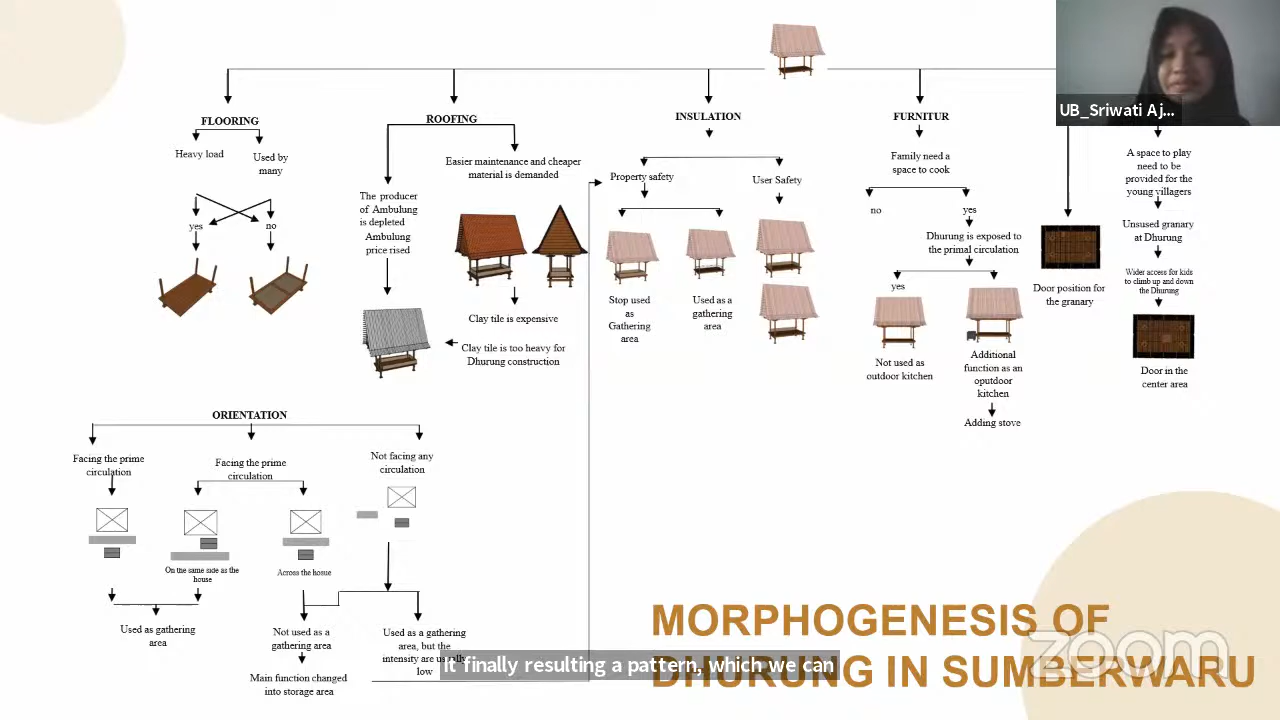 UB_Sriwati Aj...
FLOORING
Heavy load
Used by
many
yes
no
ROOFING
Easier maintenance and cheaper
material is demanded
The producer
of Ambulung
is depleted
Ambulung
price rised
Clay tile is expensive
Clay tile is too heavy for
Dhurung construction
INSULATION
Property safety
User Safety
Stop used
as
Gathering
area
Used as a
gathering
area
FURNITUR
Family need a
space to cook
no
yes
Dhurung is exposed to
the primal circulation
yes
Not used as
outdoor kitchen
Additional
function as an
oputdoor
kitchen
Adding stove
Door position for
the granary
A space to play
need to be
provided for the
young villagers
Unsused granary
at Dhurung
Wider access for kids
to climb up and down
the Dhurung
Door in the
center area
ORIENTATION
Facing the prime
circulation
Facing the prime
circulation
Not facing any
circulation
On the same side as the
house
Across the hosue
Used as gathering
area
Not used as a
gathering area
Main function changed
into storage area
Used as a gathering
area, but the
intensity are usually
low
It finally resulting a pattern, which we can
MORPHOGENESIS OF
DHURUNG IN SUMBERWARU
zoom